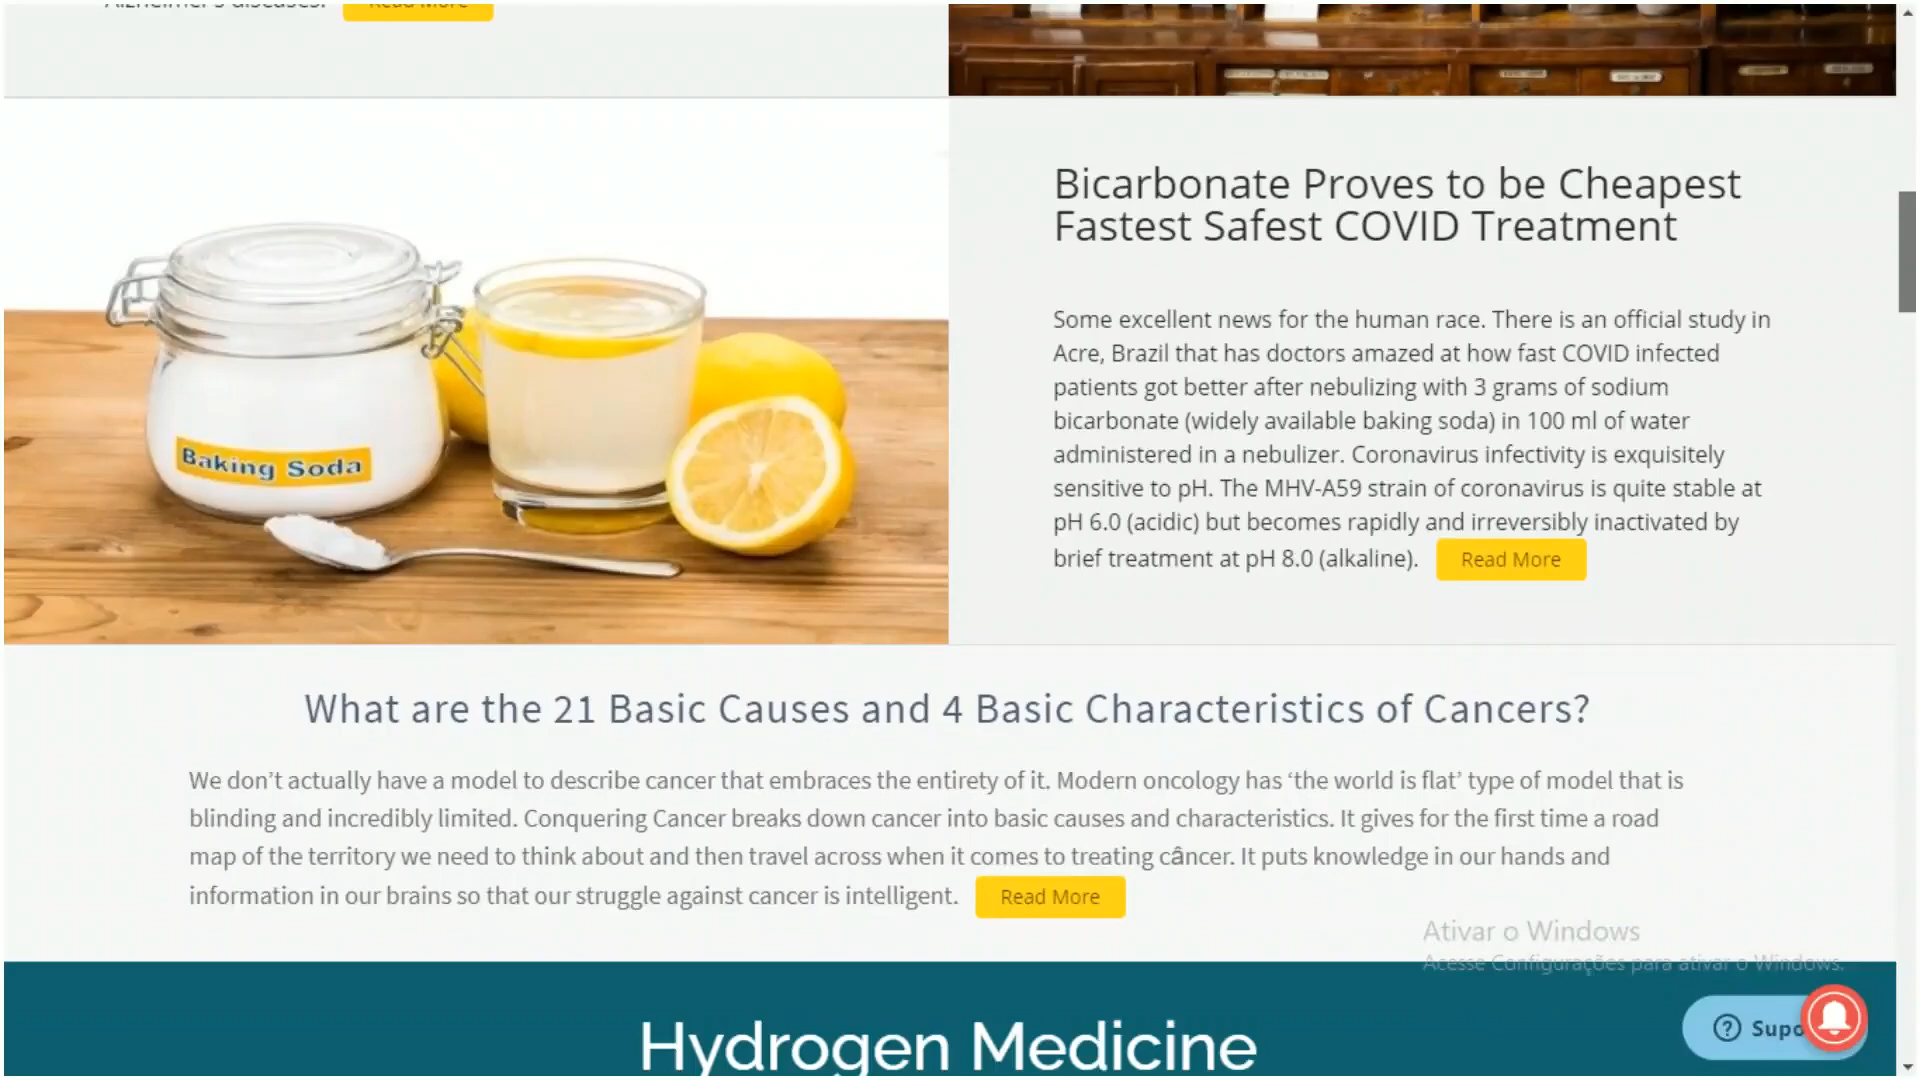 Alzheimer's diseases. Read More
Baking Soda
Bicarbonate Proves to be Cheapest
Fastest Safest COVID Treatment
Some excellent news for the human race. There is an official study in
Acre, Brazil that has doctors amazed at how fast COVID infected
patients got better after nebulizing with 3 grams of sodium
bicarbonate (widely available baking soda) in 100 ml of water
administered in a nebulizer. Coronavirus infectivity is exquisitely
sensitive to pH. The MHV-A59 strain of coronavirus is quite stable at
pH 6.0 (acidic) but becomes rapidly and irreversibly inactivated by
brief treatment at pH 8.0 (alkaline). Read More
What are the 21 Basic Causes and 4 Basic Characteristics of Cancers?
We don’t actually have a model to describe cancer that embraces the entirety of it. Modern oncology has ‘the world is flat’ type of model that is
blinding and incredibly limited. Conquering Cancer breaks down cancer into basic causes and characteristics. It gives for the first time a road
map of the territory we need to think about and then travel across when it comes to treating câncer. It puts knowledge in our hands and
information in our brains so that our struggle against cancer is intelligent. Read More
Ativar o Windows
Acesse Configurações para ativar o Windows.
Hydrogen Medicine
Supo